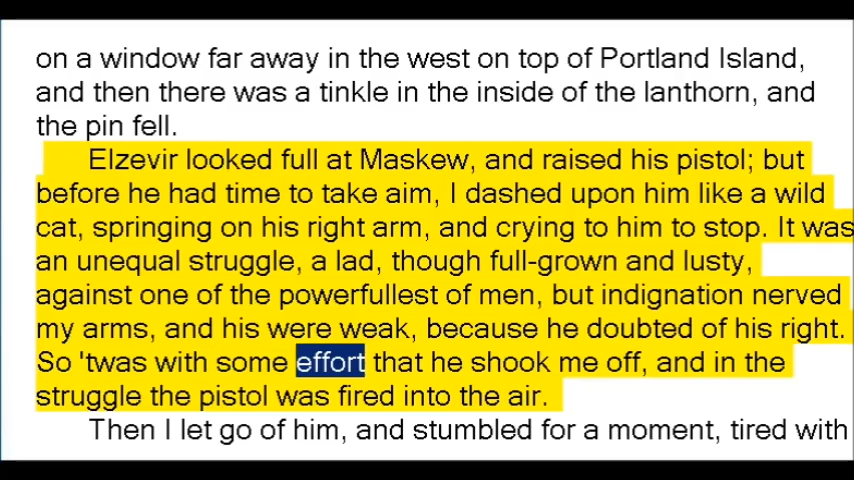 on a window far away in the west on top of Portland Island,
and then there was a tinkle in the inside of the lanthorn, and
the pin fell.
Elzevir looked full at Maskew, and raised his pistol; but
before he had time to take aim, I dashed upon him like a wild
cat, springing on his right arm, and crying to him to stop. It was
an unequal struggle, a lad, though full-grown and lusty,
against one of the powerfullest of men, but indignation nerved
my arms, and his were weak, because he doubted of his right.
So 'twas with some effort that he shook me off, and in the
struggle the pistol was fired into the air.
Then I let go of him, and stumbled for a moment, tired with